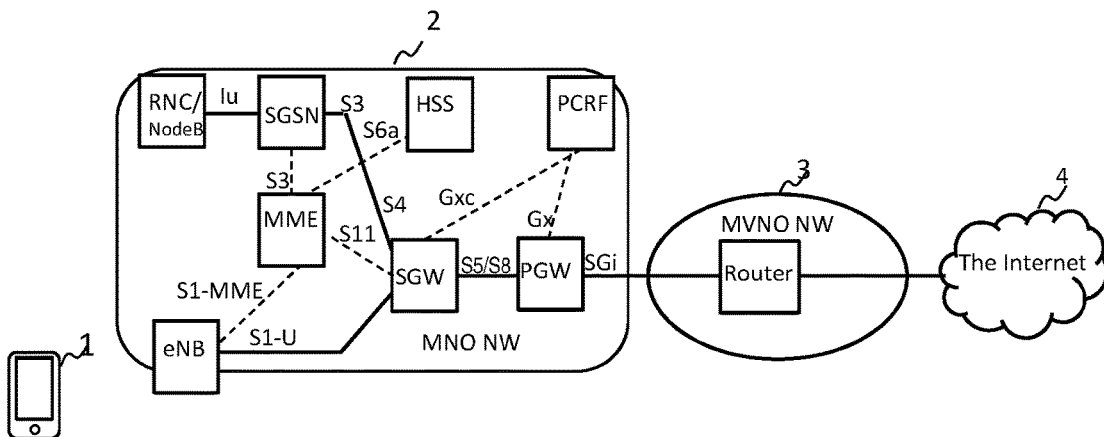 2
RNC/
NodeB
Iu
SGSN
S3
HSS
PCRF
S6a
S3
MME
S4
Gxc
Gx
S11
SGW
S5/S8
PGW
SGi
3
MVNO NW
Router
4
The Internet
S1-MME
eNB
S1-U
MNO NW
1